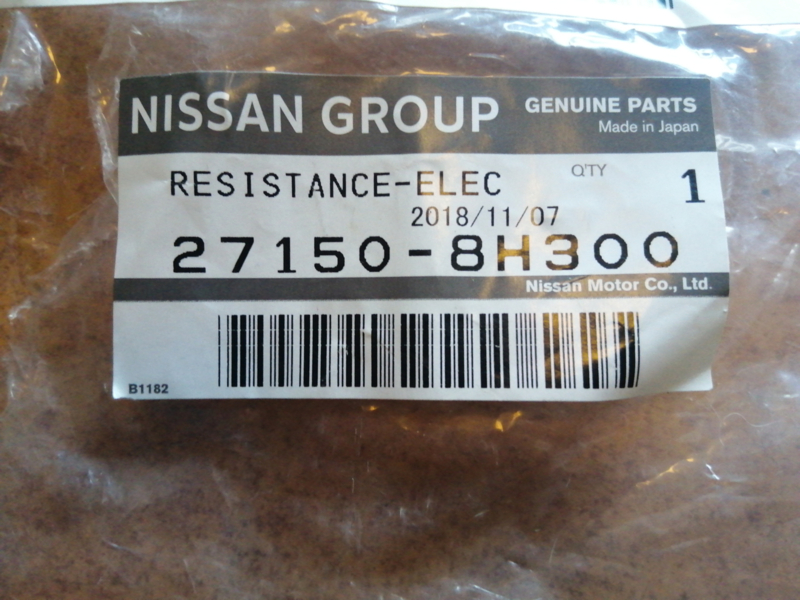 NISSAN GROUP
GENUINE PARTS
Made in Japan
RESISTANCE-ELEC
Q'TY
1
2018/11/07
27150-8H300
Nissan Motor Co., Ltd.
B1182